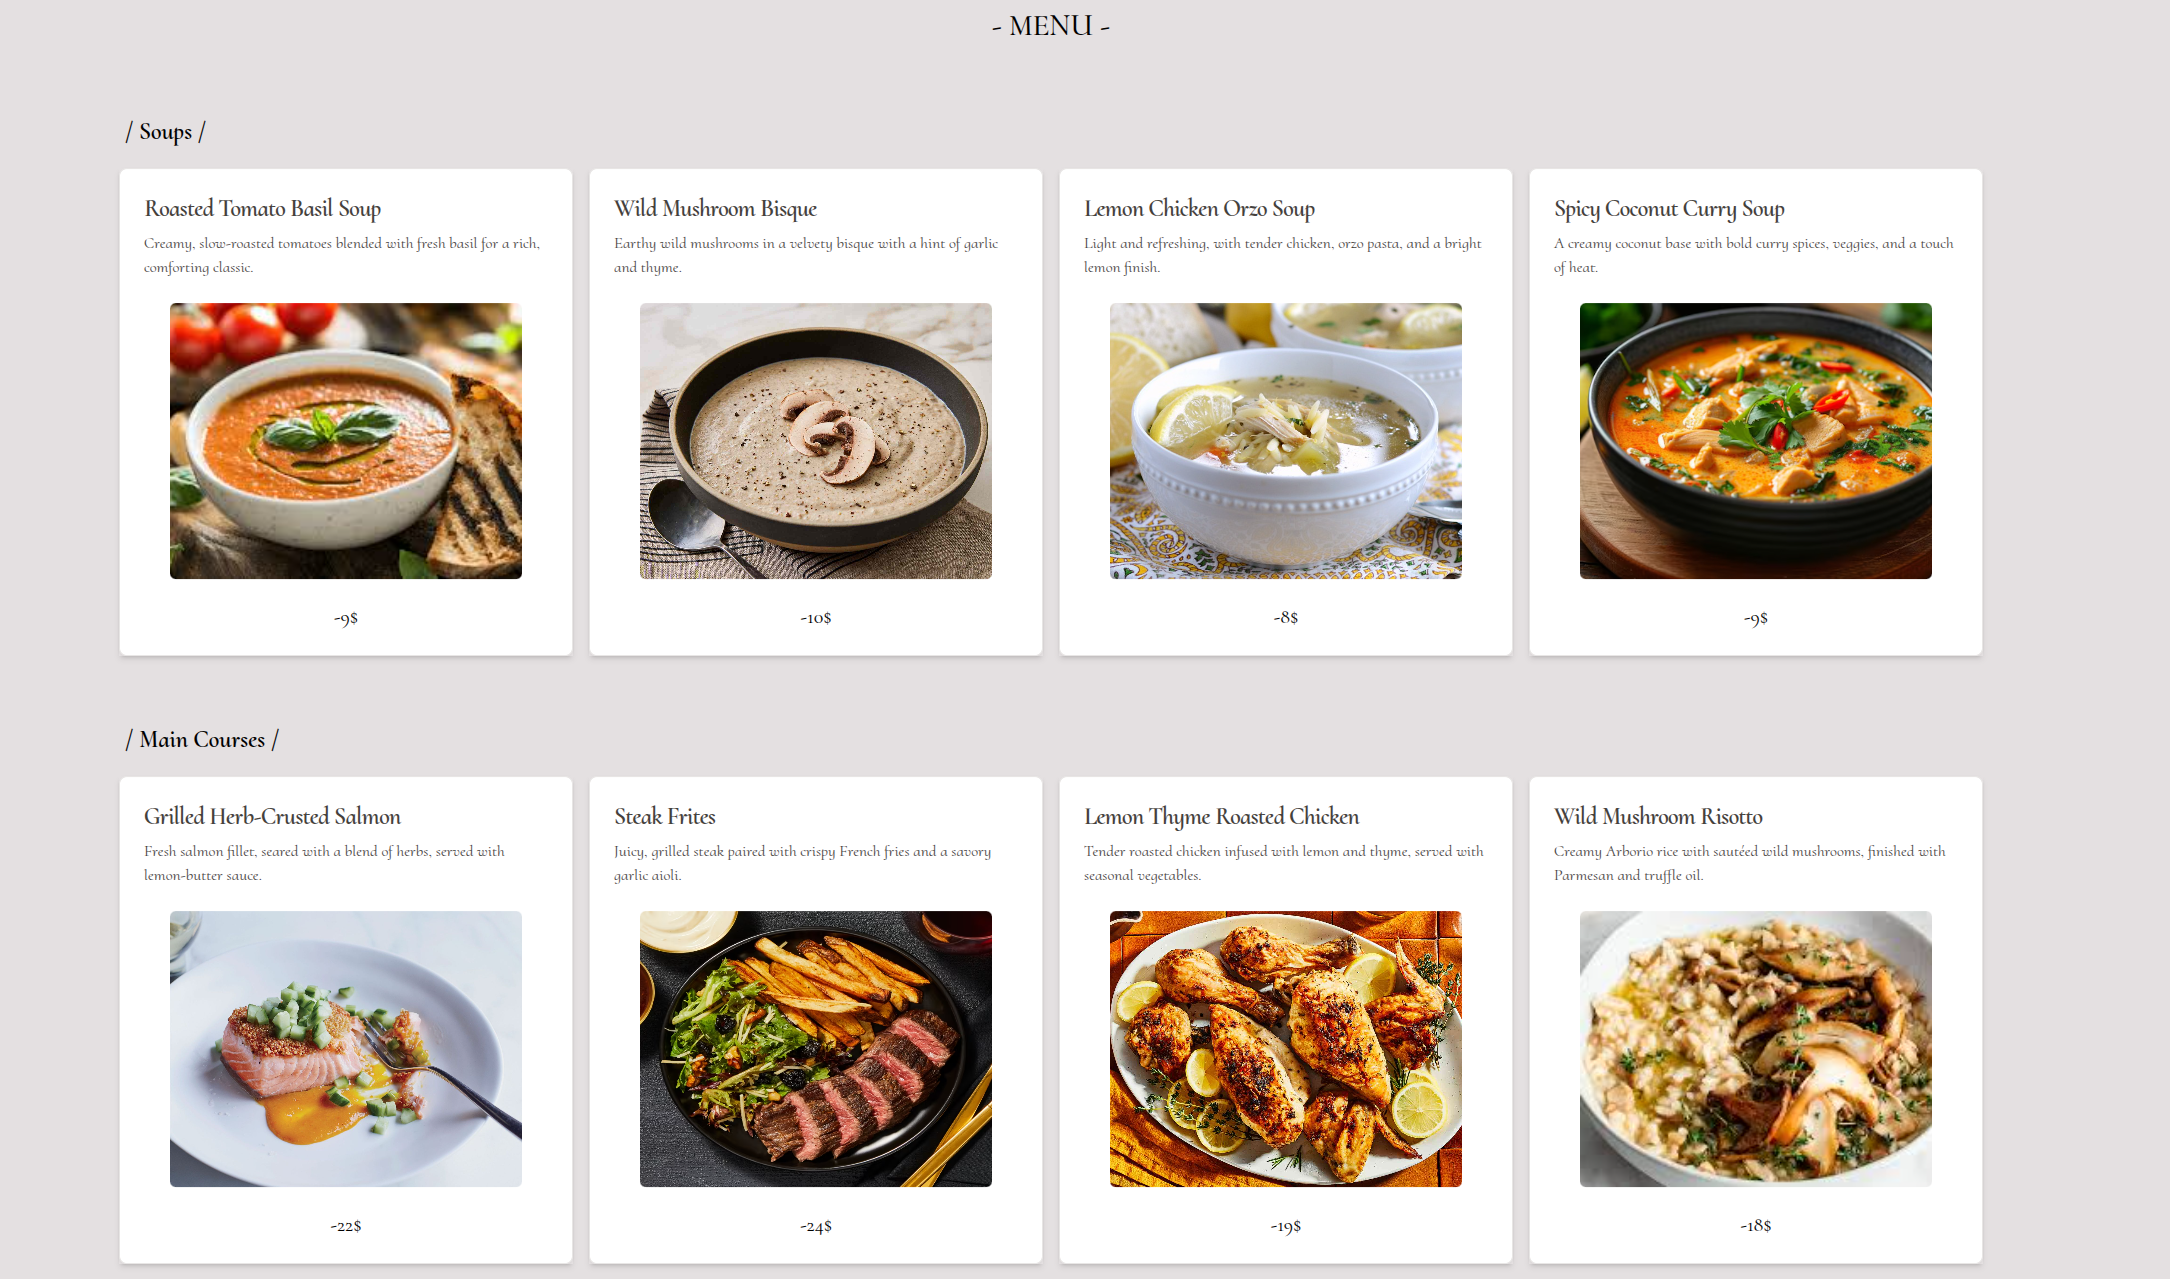 - MENU -
/ Soups /
Roasted Tomato Basil Soup
Creamy, slow-roasted tomatoes blended with fresh basil for a rich,
comforting classic.
-9$
Wild Mushroom Bisque
Earthy wild mushrooms in a velvety bisque with a hint of garlic
and thyme.
-10$
Lemon Chicken Orzo Soup
Light and refreshing, with tender chicken, orzo pasta, and a bright
lemon finish.
-8$
Spicy Coconut Curry Soup
A creamy coconut base with bold curry spices, veggies, and a touch
of heat.
-9$
/ Main Courses /
Grilled Herb-Crusted Salmon
Fresh salmon fillet, seared with a blend of herbs, served with
lemon-butter sauce.
-22$
Steak Frites
Juicy, grilled steak paired with crispy French fries and a savory
garlic aioli.
-24$
Lemon Thyme Roasted Chicken
Tender roasted chicken infused with lemon and thyme, served with
seasonal vegetables.
-19$
Wild Mushroom Risotto
Creamy Arborio rice with sautéed wild mushrooms, finished with
Parmesan and truffle oil.
-18$